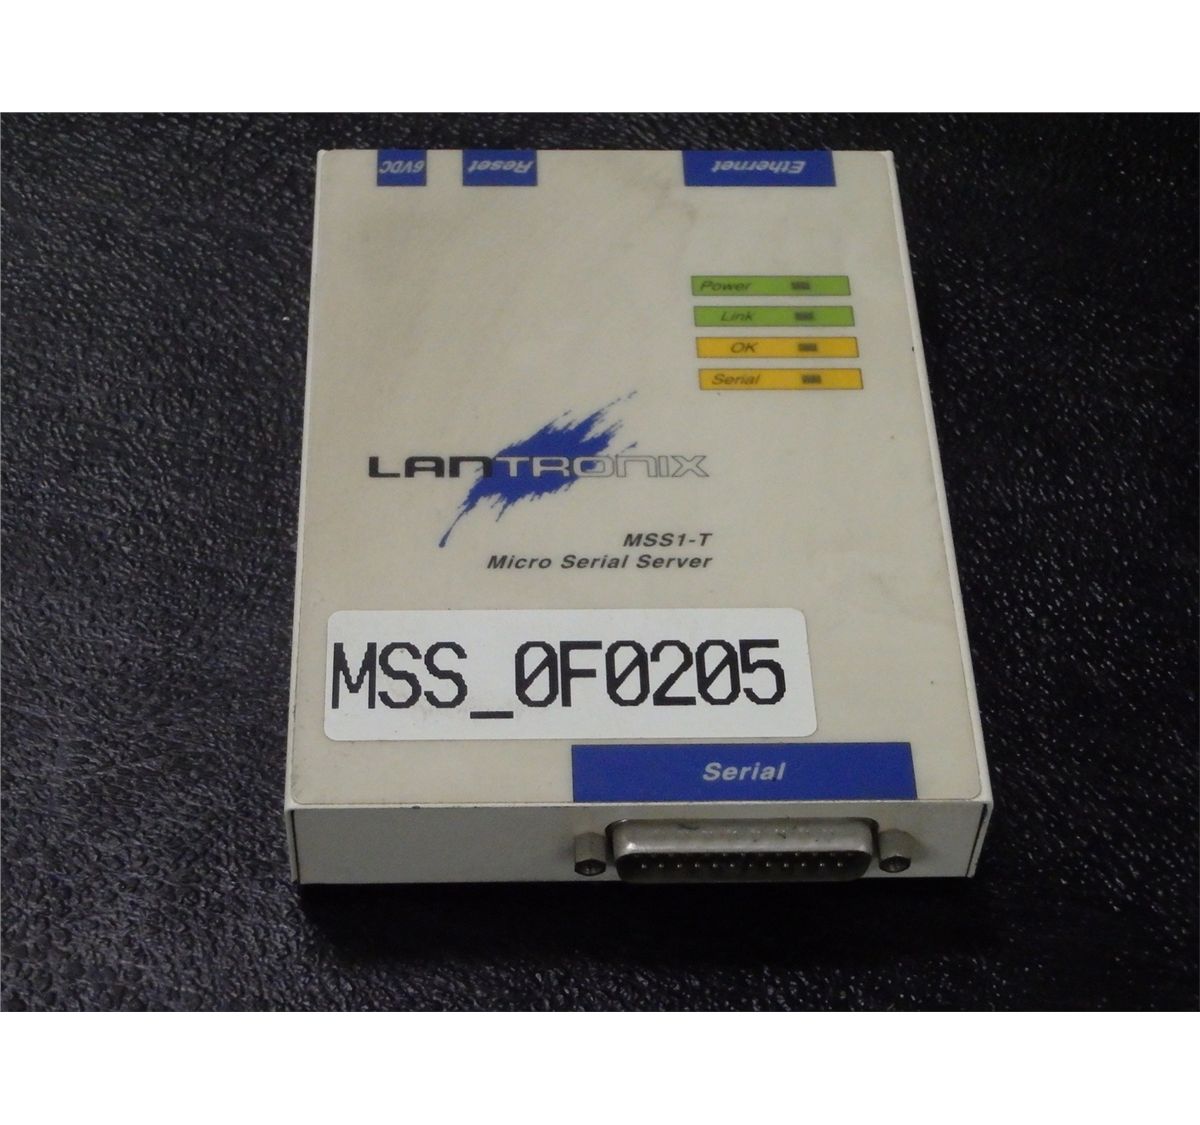 6VDC
Reset
Ethernet
Power
Link
OK
Serial
LANTRONIX
MSS1-T
Micro Serial Server
MSS_0F0205
Serial